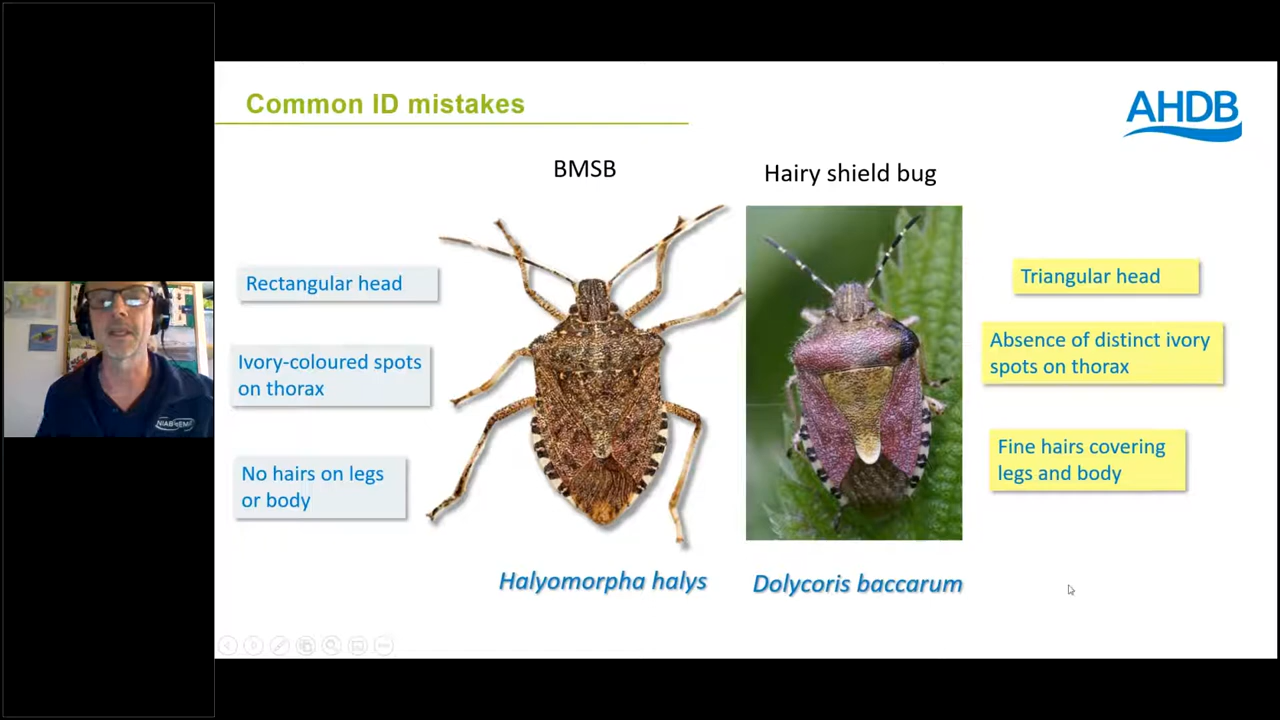 Common ID mistakes
AHDB
BMSB
Hairy shield bug
Rectangular head
Ivory-coloured spots
on thorax
No hairs on legs
or body
Triangular head
Absence of distinct ivory
spots on thorax
Fine hairs covering
legs and body
Halyomorpha halys
Dolycoris baccarum